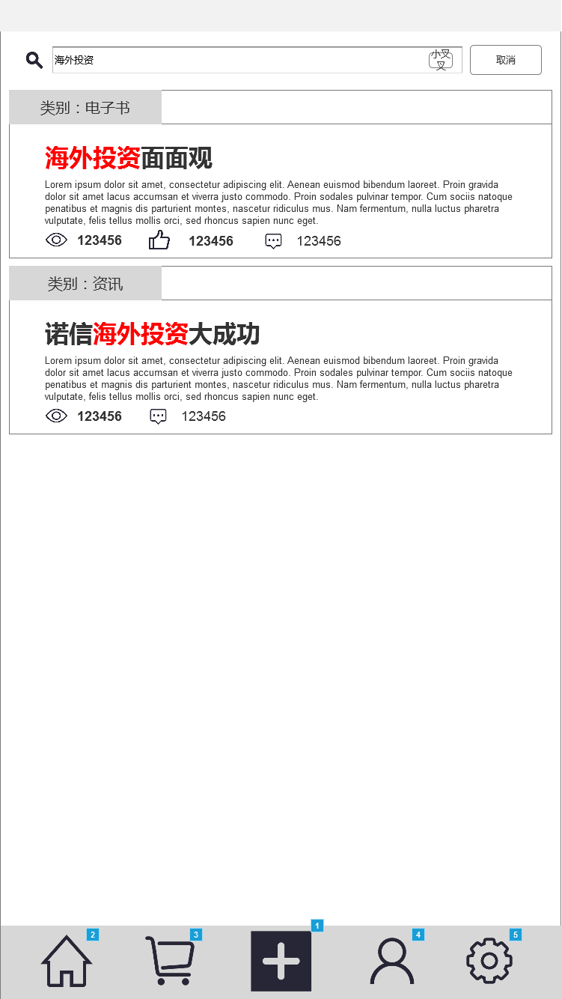 海外投资
小叉
叉
取消
类别：电子书
海外投资面面观
Lorem ipsum dolor sit amet, consectetur adipiscing elit. Aenean euismod bibendum laoreet. Proin gravida
dolor sit amet lacus accumsan et viverra justo commodo. Proin sodales pulvinar tempor. Cum sociis natoque
penatibus et magnis dis parturient montes, nascetur ridiculus mus. Nam fermentum, nulla luctus pharetra
vulputate, felis tellus mollis orci, sed rhoncus sapien nunc eget.
123456 123456 123456
类别：资讯
诺信海外投资大成功
Lorem ipsum dolor sit amet, consectetur adipiscing elit. Aenean euismod bibendum laoreet. Proin gravida
dolor sit amet lacus accumsan et viverra justo commodo. Proin sodales pulvinar tempor. Cum sociis natoque
penatibus et magnis dis parturient montes, nascetur ridiculus mus. Nam fermentum, nulla luctus pharetra
vulputate, felis tellus mollis orci, sed rhoncus sapien nunc eget.
123456 123456
2 3 1 4 5